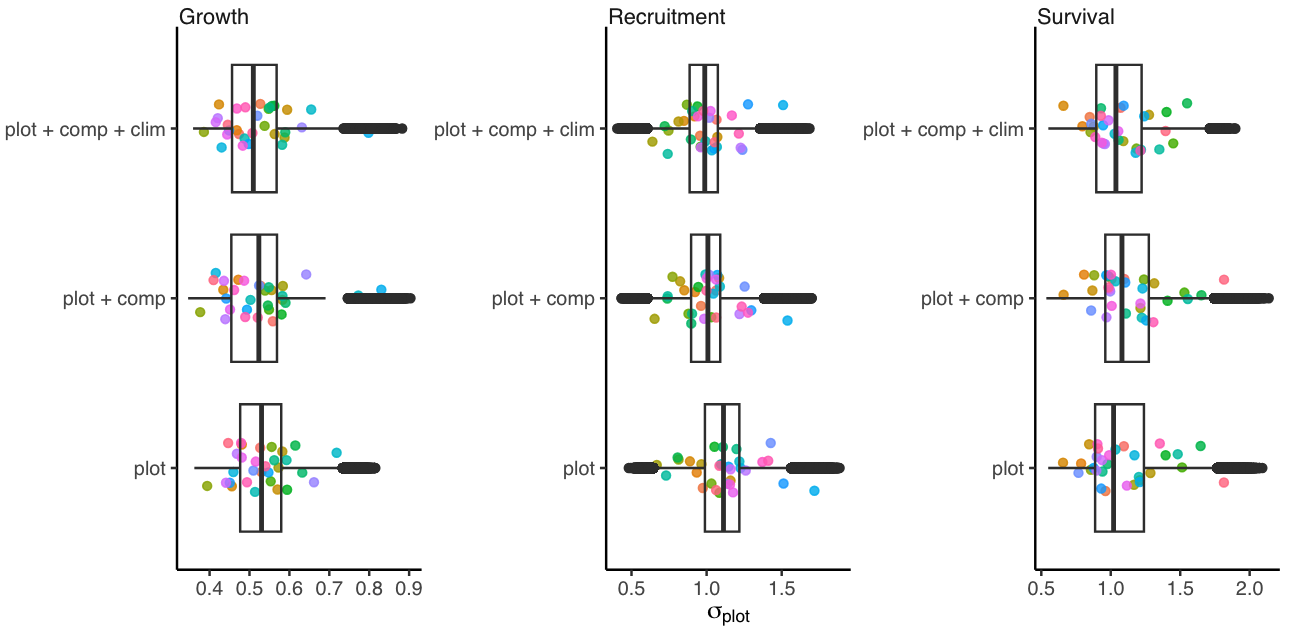 Growth Recruitment Survival
plot + comp + clim plot + comp + clim plot + comp + clim
plot + comp plot + comp plot + comp
plot plot plot
0.4 0.5 0.6 0.7 0.8 0.9 0.5 1.0 1.5 0.5 1.0 1.5 2.0
σplot